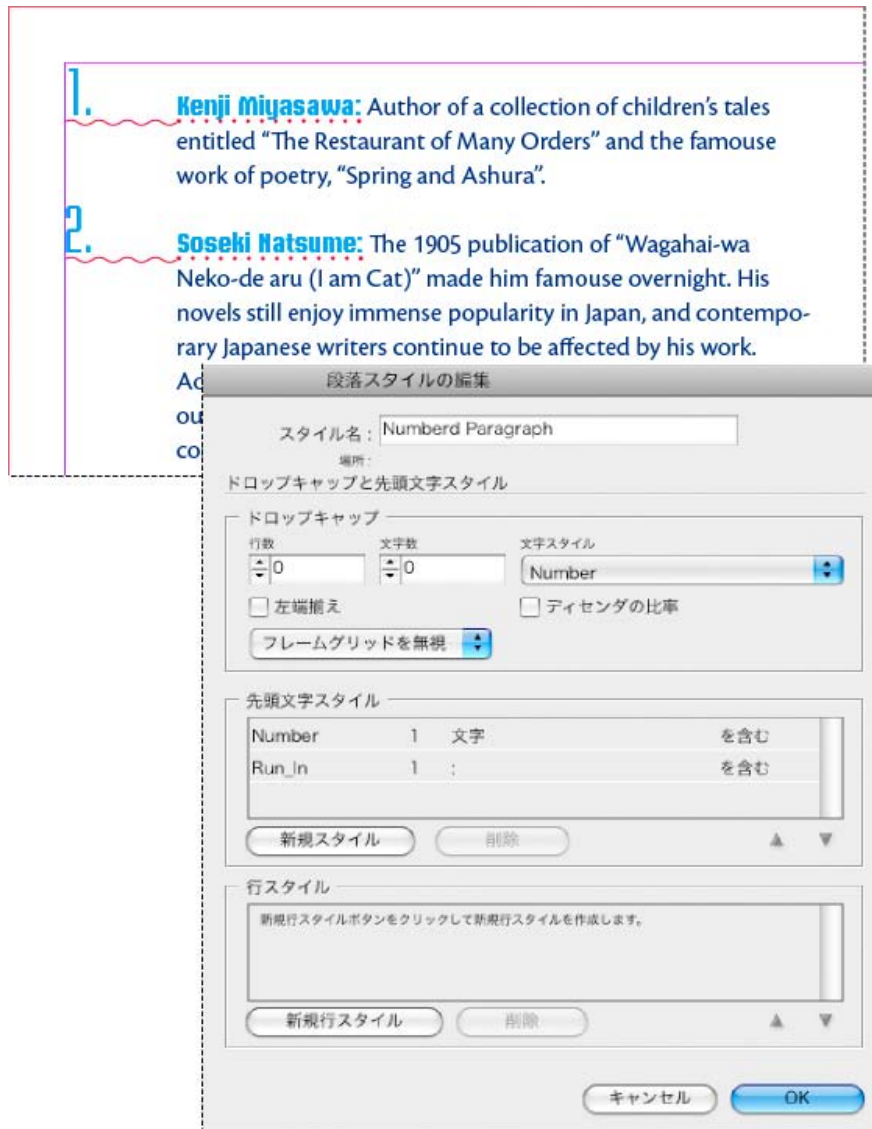 1. Kenji Miyasawa: Author of a collection of children’s tales
entitled “The Restaurant of Many Orders” and the famouse
work of poetry, “Spring and Ashura”.
2. Soseki Natsume: The 1905 publication of “Wagahai-wa
Neko-de aru (I am Cat)” made him famouse overnight. His
novels still enjoy immense popularity in Japan, and contempo-
rary Japanese writers continue to be affected by his work.
Ac
ou
co
段落スタイルの編集
スタイル名 : Numberd Paragraph
場所 :
ドロップキャップと先頭文字スタイル
ドロップキャップ
行数 文字数 文字スタイル
0 0 Number
左端揃え ディセンダの比率
フレームグリッドを無視
先頭文字スタイル
Number 1 文字 を含む
Run_In 1 : を含む
新規スタイル 削除
行スタイル
新規行スタイルボタンをクリックして新規行スタイルを作成します。
新規行スタイル 削除
キャンセル OK